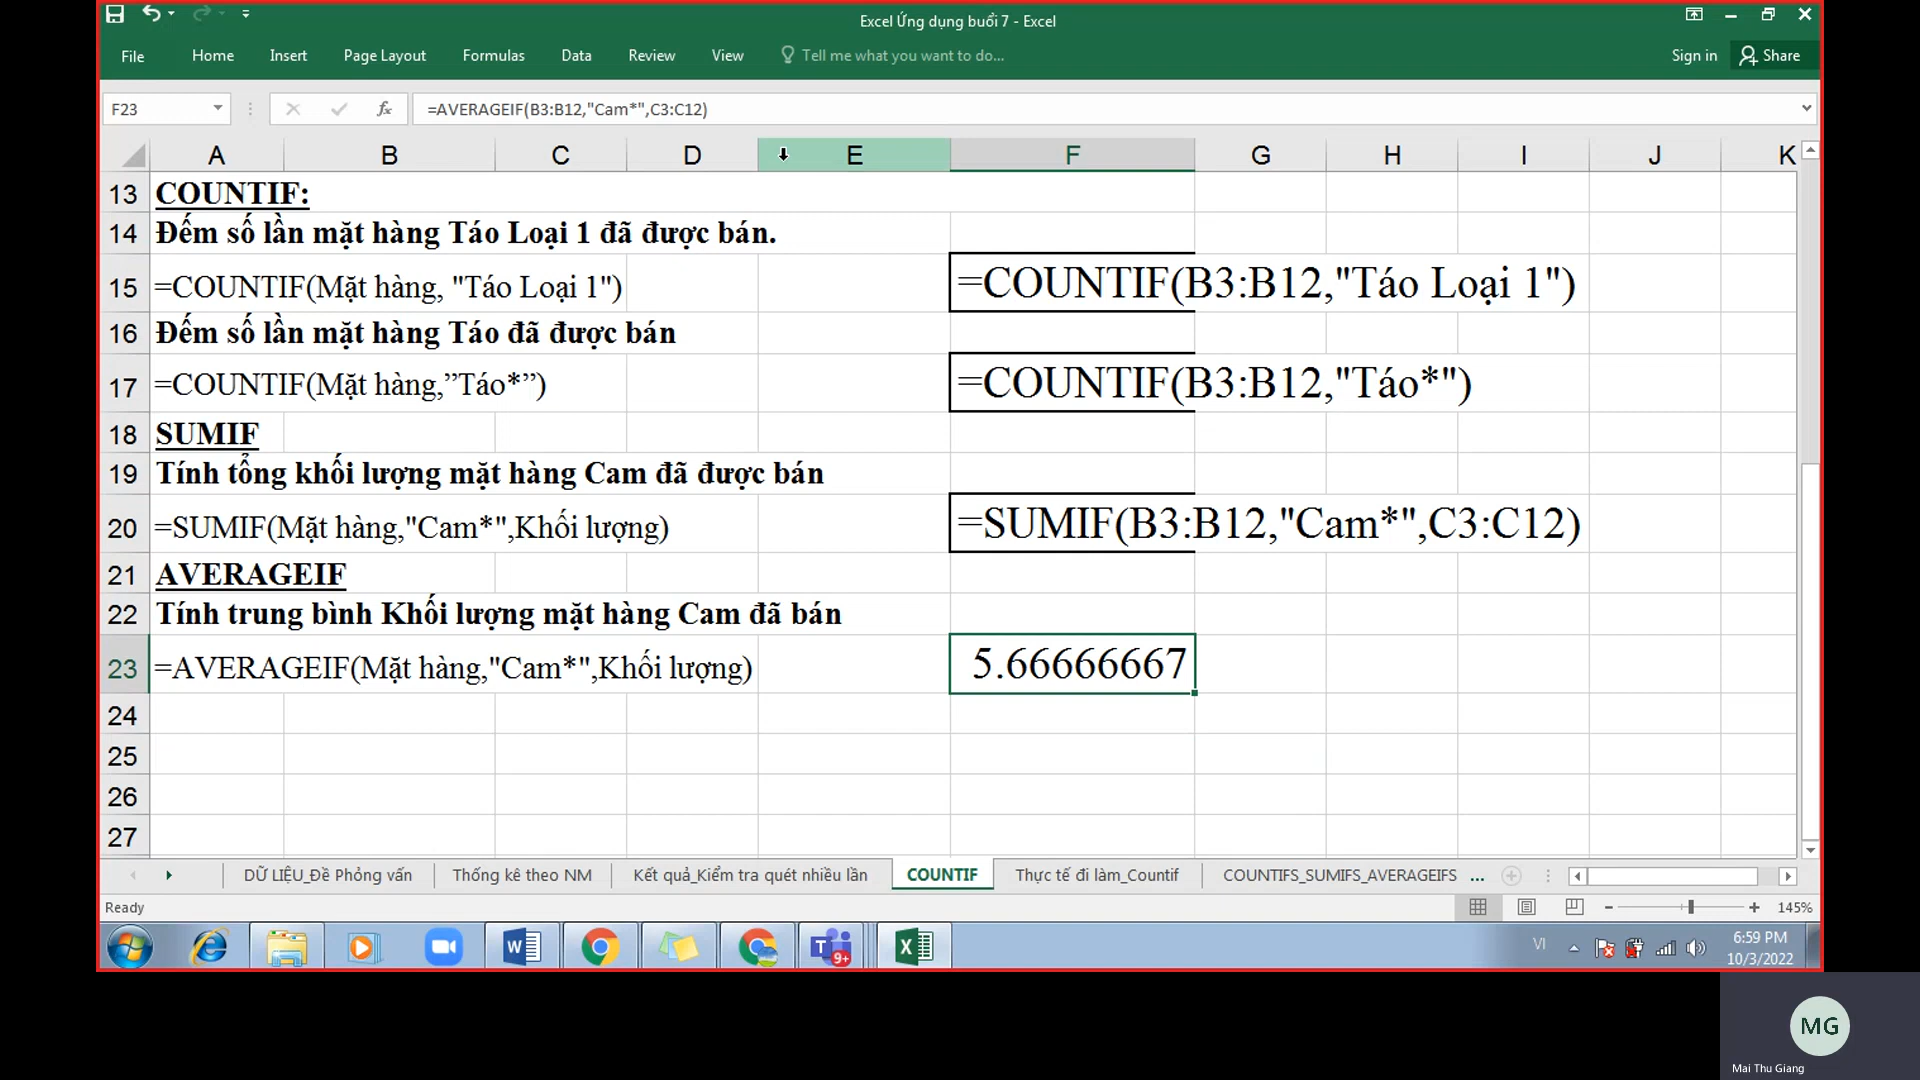 Excel Ứng dụng buổi 7 - Excel
File Home Insert Page Layout Formulas Data Review View Tell me what you want to do... Sign in Share
F23 fx =AVERAGEIF(B3:B12,"Cam*",C3:C12)
A B C D E F G H I J K
13 COUNTIF:
14 Đếm số lần mặt hàng Táo Loại 1 đã được bán.
15 =COUNTIF(Mặt hàng, "Táo Loại 1") =COUNTIF(B3:B12,"Táo Loại 1")
16 Đếm số lần mặt hàng Táo đã được bán
17 =COUNTIF(Mặt hàng,”Táo*”) =COUNTIF(B3:B12,"Táo*")
18 SUMIF
19 Tính tổng khối lượng mặt hàng Cam đã được bán
20 =SUMIF(Mặt hàng,"Cam*",Khối lượng) =SUMIF(B3:B12,"Cam*",C3:C12)
21 AVERAGEIF
22 Tính trung bình Khối lượng mặt hàng Cam đã bán
23 =AVERAGEIF(Mặt hàng,"Cam*",Khối lượng) 5.66666667
24
25
26
27
DỮ LIỆU_Đề Phỏng vấn Thống kê theo NM Kết quả_Kiểm tra quét nhiều lần COUNTIF Thực tế đi làm_Countif COUNTIFS_SUMIFS_AVERAGEIFS ...
Ready 145%
9+ VI 6:59 PM
10/3/2022
MG
Mai Thu Giang